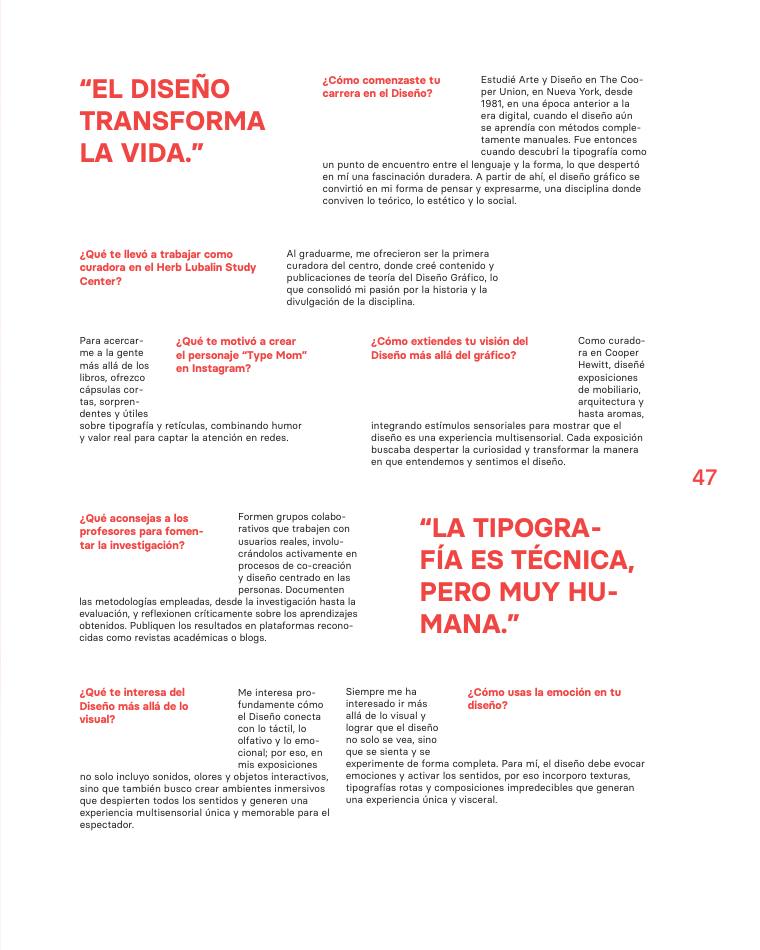 “EL DISEÑO
TRANSFORMA
LA VIDA.”
¿Cómo comenzaste tu
carrera en el Diseño?
Estudié Arte y Diseño en The Coo-
per Union, en Nueva York, desde
1981, en una época anterior a la
era digital, cuando el diseño aún
se aprendía con métodos comple-
tamente manuales. Fue entonces
cuando descubrí la tipografía como
un punto de encuentro entre el lenguaje y la forma, lo que despertó
en mí una fascinación duradera. A partir de ahí, el diseño gráfico se
convirtió en mi forma de pensar y expresarme, una disciplina donde
conviven lo teórico, lo estético y lo social.
¿Qué te llevó a trabajar como
curadora en el Herb Lubalin Study
Center?
Al graduarme, me ofrecieron ser la primera
curadora del centro, donde creé contenido y
publicaciones de teoría del Diseño Gráfico, lo
que consolidó mi pasión por la historia y la
divulgación de la disciplina.
¿Qué te motivó a crear
el personaje “Type Mom”
en Instagram?
Para acercar-
me a la gente
más allá de los
libros, ofrezco
cápsulas cor-
tas, sorpren-
dentes y útiles
sobre tipografía y retículas, combinando humor
y valor real para captar la atención en redes.
¿Cómo extiendes tu visión del
Diseño más allá del gráfico?
Como curado-
ra en Cooper
Hewitt, diseñé
exposiciones
de mobiliario,
arquitectura y
hasta aromas,
integrando estímulos sensoriales para mostrar que el
diseño es una experiencia multisensorial. Cada exposición
buscaba despertar la curiosidad y transformar la manera
en que entendemos y sentimos el diseño.
47
¿Qué aconsejas a los
profesores para fomen-
tar la investigación?
Formen grupos colabo-
rativos que trabajen con
usuarios reales, involu-
crándolos activamente en
procesos de co-creación
y diseño centrado en las
personas. Documenten
las metodologías empleadas, desde la investigación hasta la
evaluación, y reflexionen críticamente sobre los aprendizajes
obtenidos. Publiquen los resultados en plataformas recono-
cidas como revistas académicas o blogs.
“LA TIPOGRA-
FÍA ES TÉCNICA,
PERO MUY HU-
MANA.”
¿Qué te interesa del
Diseño más allá de lo
visual?
Me interesa pro-
fundamente cómo
el Diseño conecta
con lo táctil, lo
olfativo y lo emo-
cional; por eso, en
mis exposiciones
no solo incluyo sonidos, olores y objetos interactivos,
sino que también busco crear ambientes inmersivos
que despierten todos los sentidos y generen una
experiencia multisensorial única y memorable para el
espectador.
¿Cómo usas la emoción en tu
diseño?
Siempre me ha
interesado ir más
allá de lo visual y
lograr que el diseño
no solo se vea, sino
que se sienta y se
experimente de forma completa. Para mí, el diseño debe evocar
emociones y activar los sentidos, por eso incorporo texturas,
tipografías rotas y composiciones impredecibles que generan
una experiencia única y visceral.